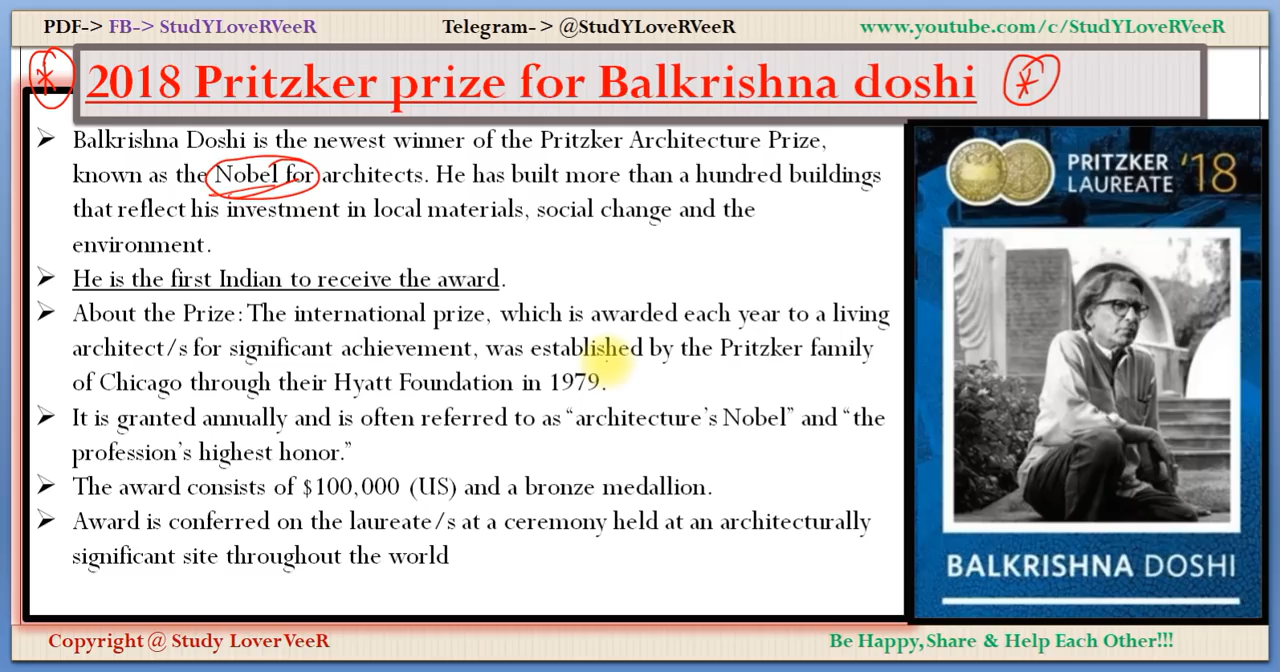 PDF-> FB-> StudYLoveRVeeR
Telegram- > @StudYLoveRVeeR
www.youtube.com/c/StudYLoveRVeeR
2018 Pritzker prize for Balkrishna doshi
➢ Balkrishna Doshi is the newest winner of the Pritzker Architecture Prize,
known as the Nobel for architects. He has built more than a hundred buildings
that reflect his investment in local materials, social change and the
environment.
➢ He is the first Indian to receive the award.
➢ About the Prize: The international prize, which is awarded each year to a living
architect/s for significant achievement, was established by the Pritzker family
of Chicago through their Hyatt Foundation in 1979.
➢ It is granted annually and is often referred to as “architecture’s Nobel” and “the
profession’s highest honor.”
➢ The award consists of $100,000 (US) and a bronze medallion.
➢ Award is conferred on the laureate/s at a ceremony held at an architecturally
significant site throughout the world
PRITZKER
LAUREATE ‘18
BALKRISHNA DOSHI
Copyright @ Study Lover VeeR
Be Happy,Share & Help Each Other!!!